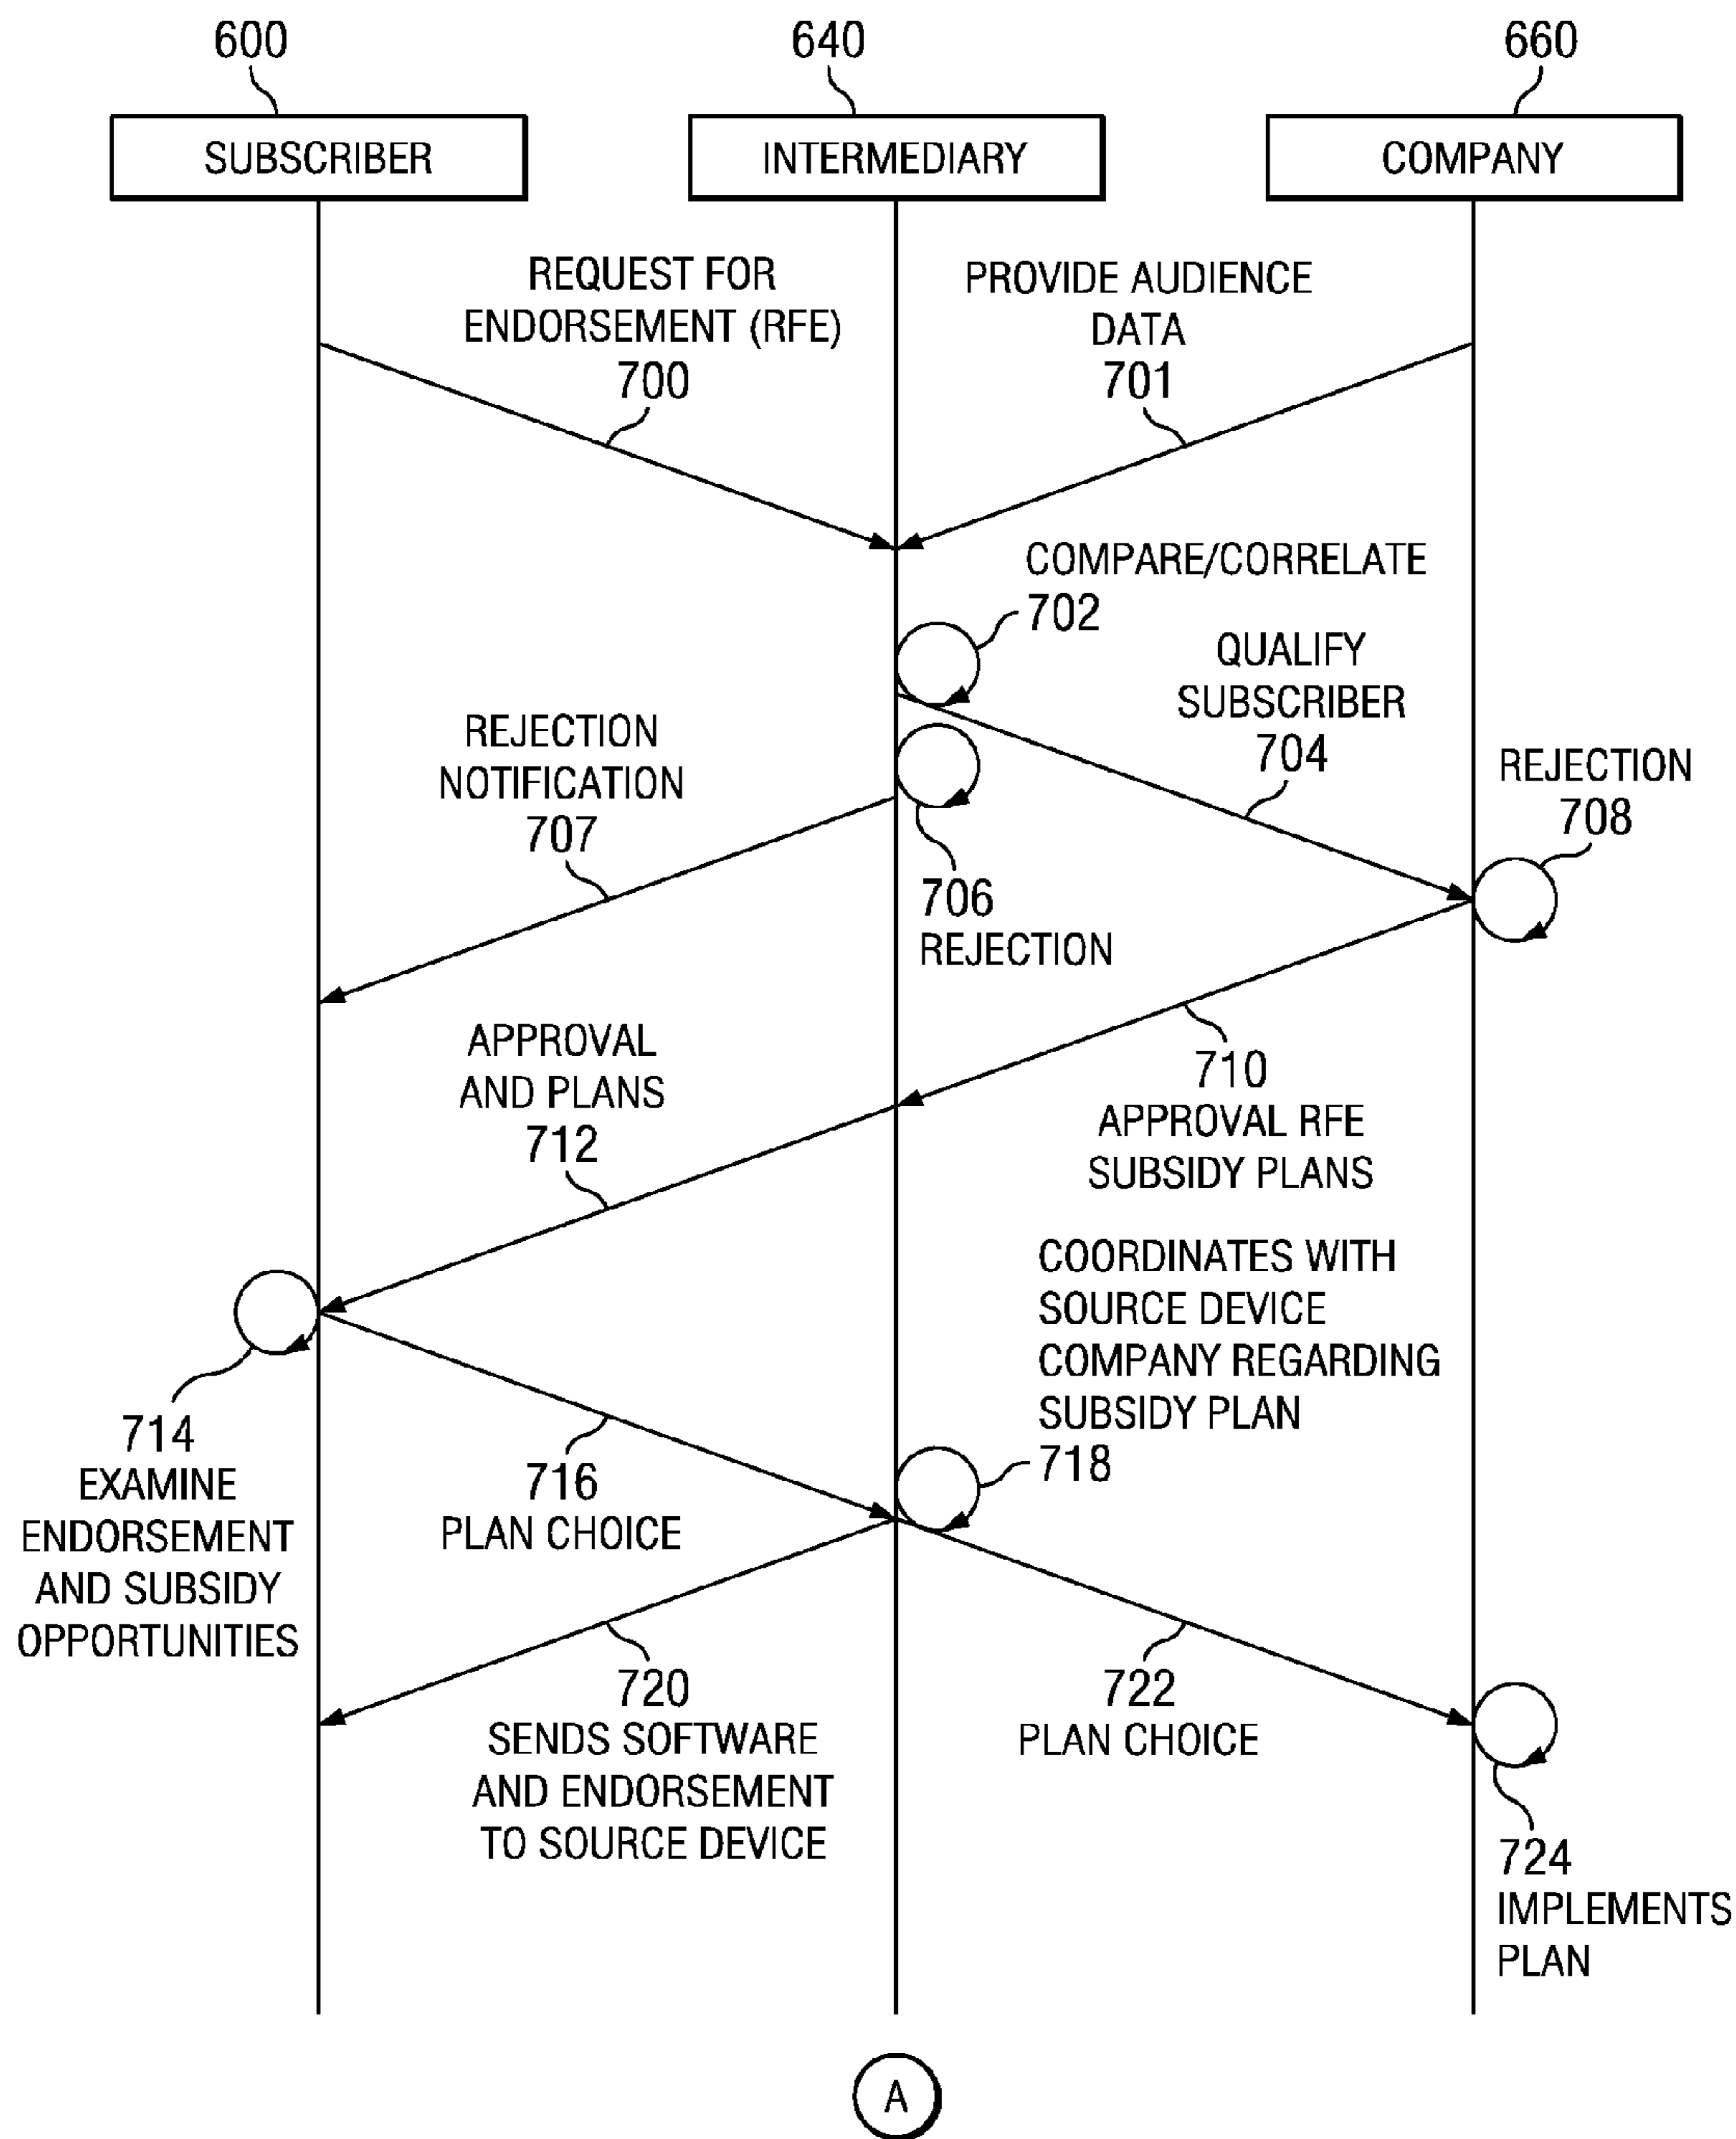 600
640
660
SUBSCRIBER
INTERMEDIARY
COMPANY
REQUEST FOR
ENDORSEMENT (RFE)
700
PROVIDE AUDIENCE
DATA
701
COMPARE/CORRELATE
702
QUALIFY
SUBSCRIBER
704
REJECTION
NOTIFICATION
707
REJECTION
708
706
REJECTION
APPROVAL
AND PLANS
712
710
APPROVAL RFE
SUBSIDY PLANS
COORDINATES WITH
SOURCE DEVICE
COMPANY REGARDING
SUBSIDY PLAN
718
714
EXAMINE
ENDORSEMENT
AND SUBSIDY
OPPORTUNITIES
716
PLAN CHOICE
720
SENDS SOFTWARE
AND ENDORSEMENT
TO SOURCE DEVICE
722
PLAN CHOICE
724
IMPLEMENTS
PLAN
A